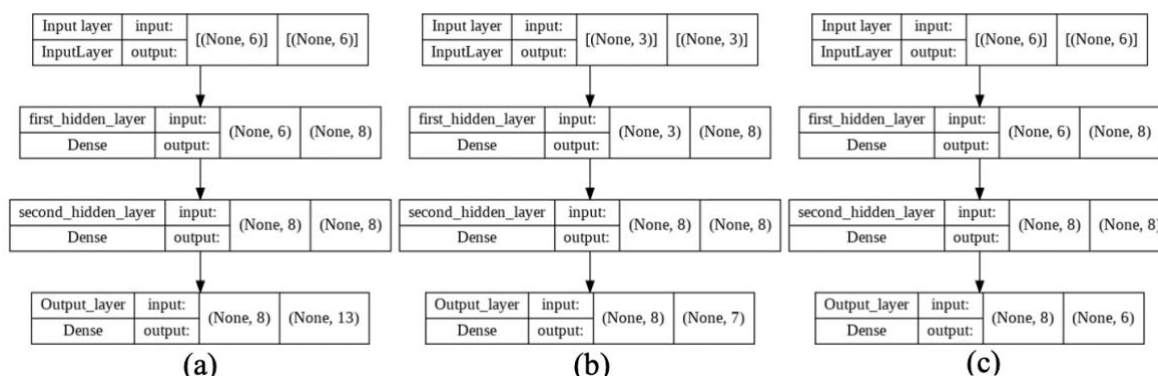 Input layer input: [(None, 6)] [(None, 6)]
InputLayer output:
first_hidden_layer input: (None, 6) (None, 8)
Dense output:
second_hidden_layer input: (None, 8) (None, 8)
Dense output:
Output_layer input: (None, 8) (None, 13)
Dense output:
(a)
Input layer input: [(None, 3)] [(None, 3)]
InputLayer output:
first_hidden_layer input: (None, 3) (None, 8)
Dense output:
second_hidden_layer input: (None, 8) (None, 8)
Dense output:
Output_layer input: (None, 8) (None, 7)
Dense output:
(b)
Input layer input: [(None, 6)] [(None, 6)]
InputLayer output:
first_hidden_layer input: (None, 6) (None, 8)
Dense output:
second_hidden_layer input: (None, 8) (None, 8)
Dense output:
Output_layer input: (None, 8) (None, 6)
Dense output:
(c)